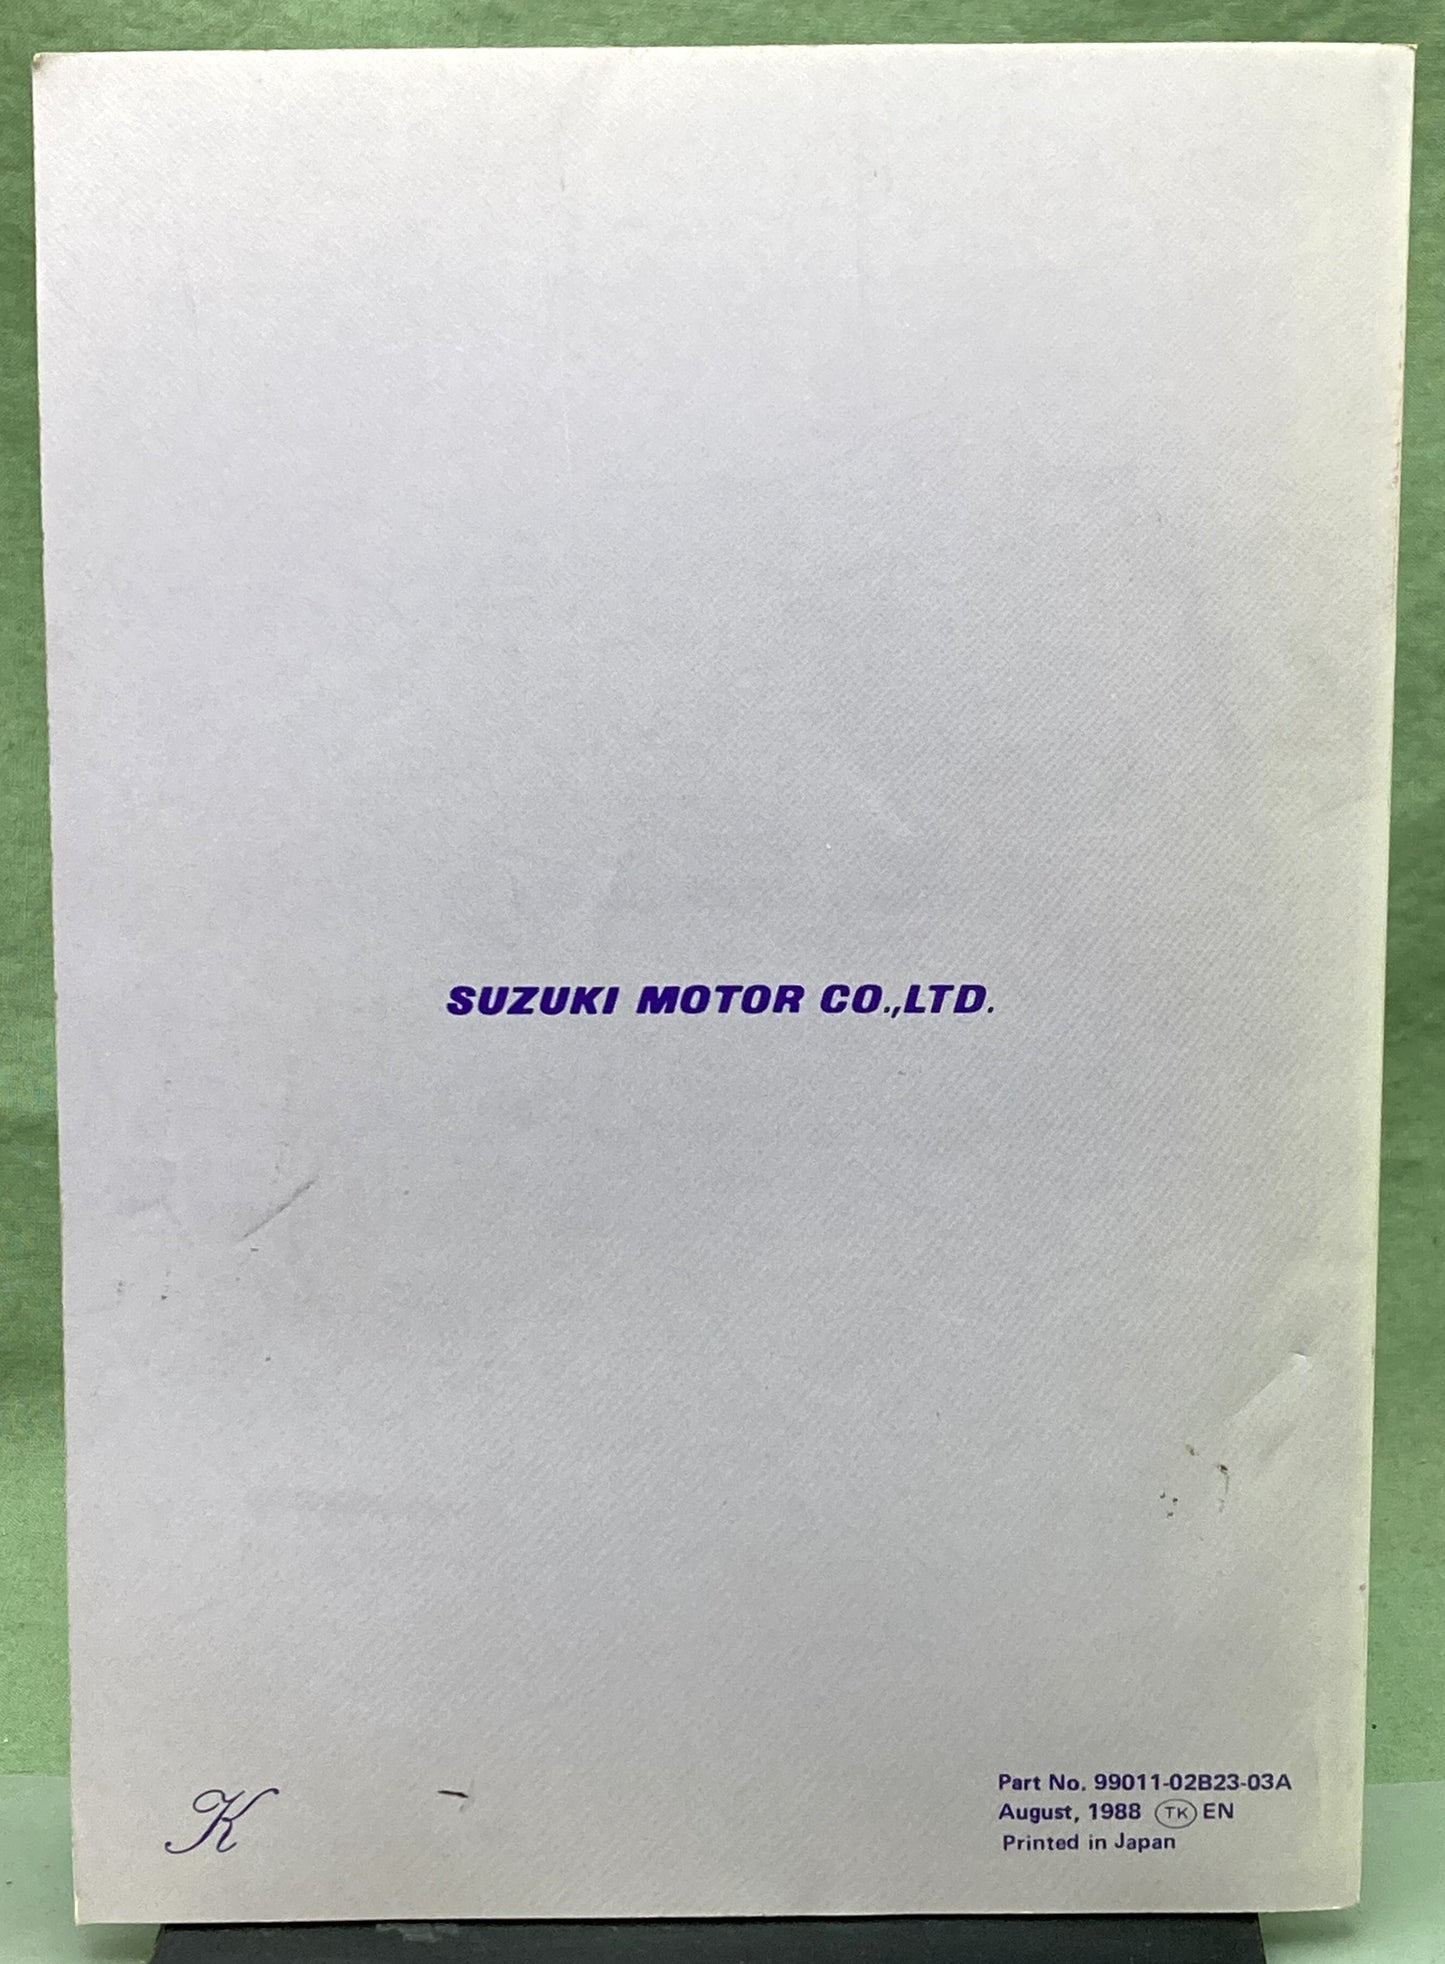 SUZUKI MOTOR CO.,LTD.
K
Part No. 99011-02B23-03A
August, 1988 TK EN
Printed in Japan